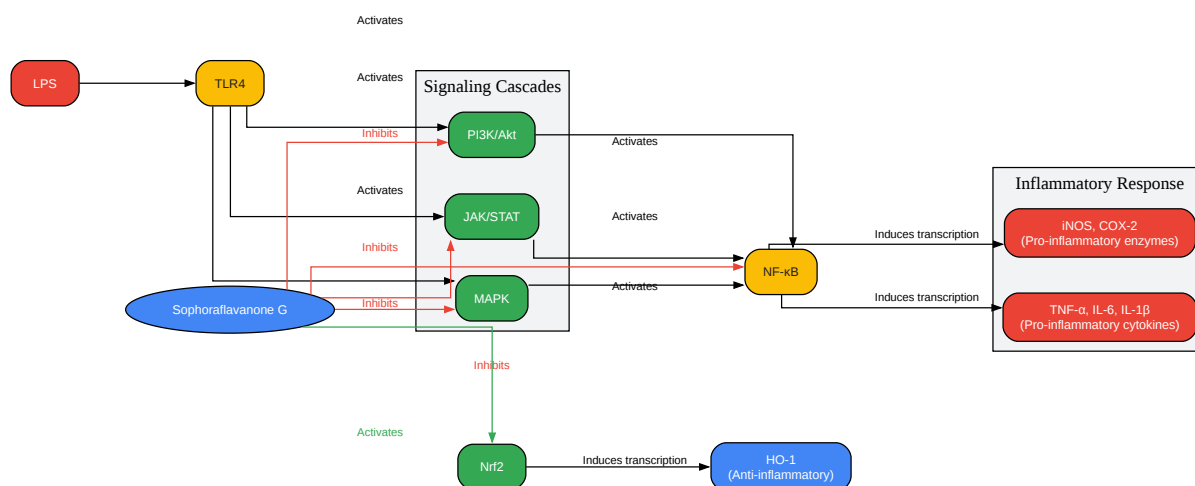 Activates
LPS
TLR4
Activates
Signaling Cascades
PI3K/Akt
Inhibits
Activates
JAK/STAT
Activates
Activates
Inflammatory Response
iNOS, COX-2
(Pro-inflammatory enzymes)
Induces transcription
Inhibits
NF-κB
MAPK
Activates
Inhibits
Sophoraflavanone G
Induces transcription
TNF-α, IL-6, IL-1β
(Pro-inflammatory cytokines)
Inhibits
Activates
Nrf2
Induces transcription
HO-1
(Anti-inflammatory)